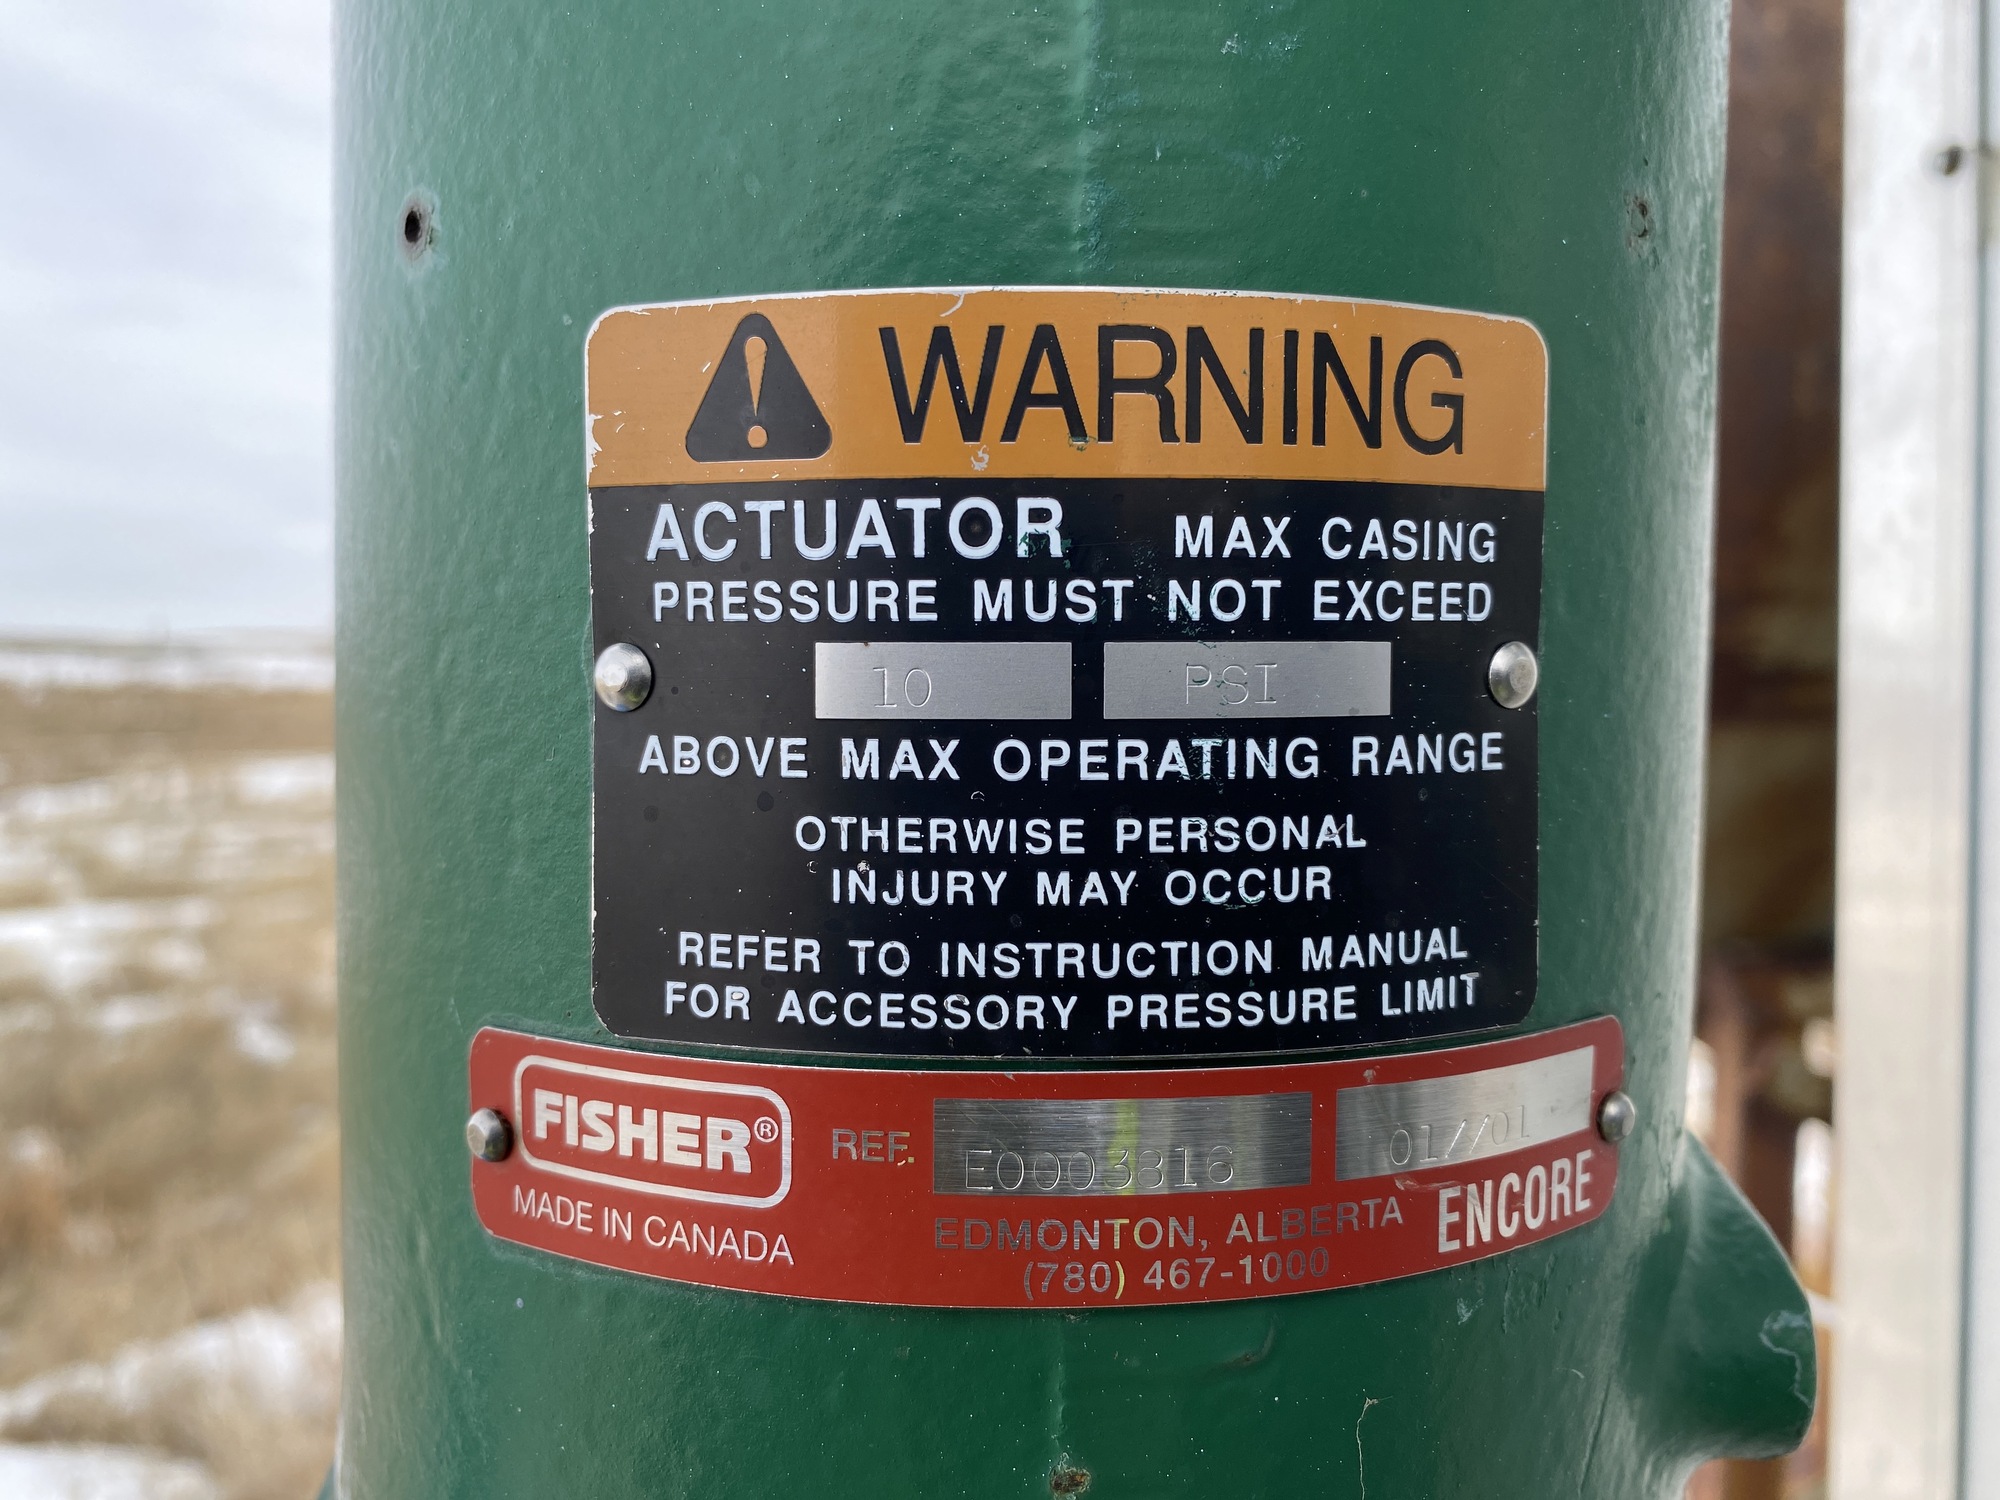 WARNING
ACTUATOR MAX CASING
PRESSURE MUST NOT EXCEED
10 PSI
ABOVE MAX OPERATING RANGE
OTHERWISE PERSONAL
INJURY MAY OCCUR
REFER TO INSTRUCTION MANUAL
FOR ACCESSORY PRESSURE LIMIT
FISHER®
MADE IN CANADA
REF. E0003816 01//01
EDMONTON, ALBERTA
(780) 467-1000
ENCORE